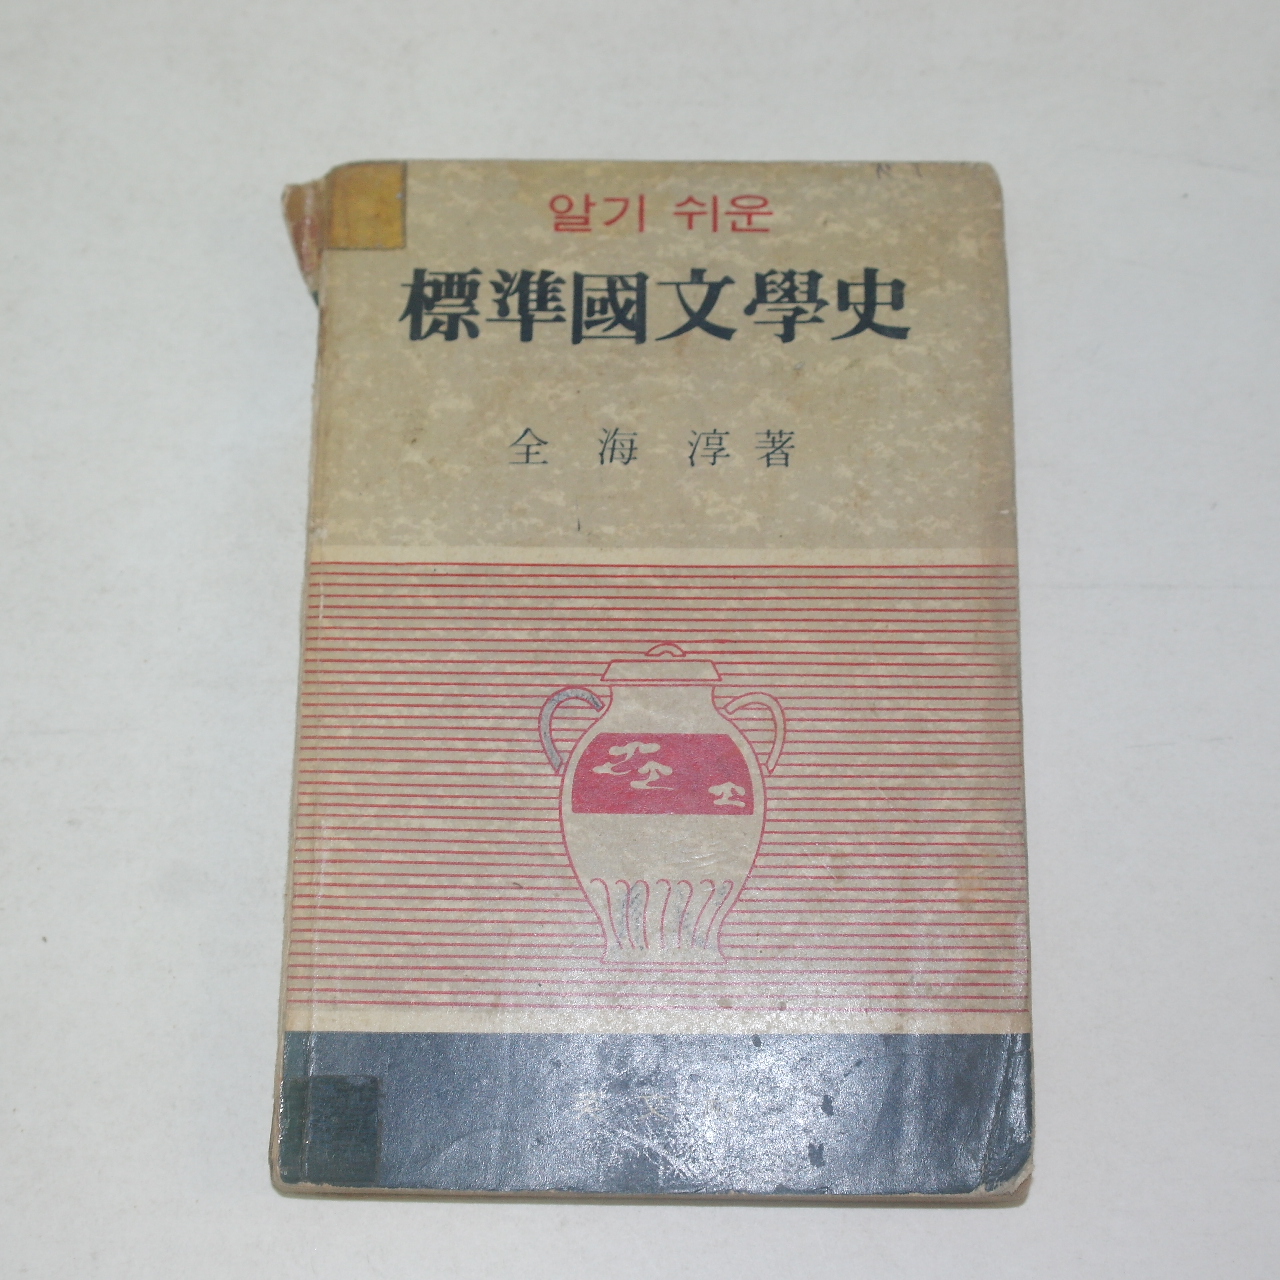 알기 쉬운
標準國文學史
全海淳 著